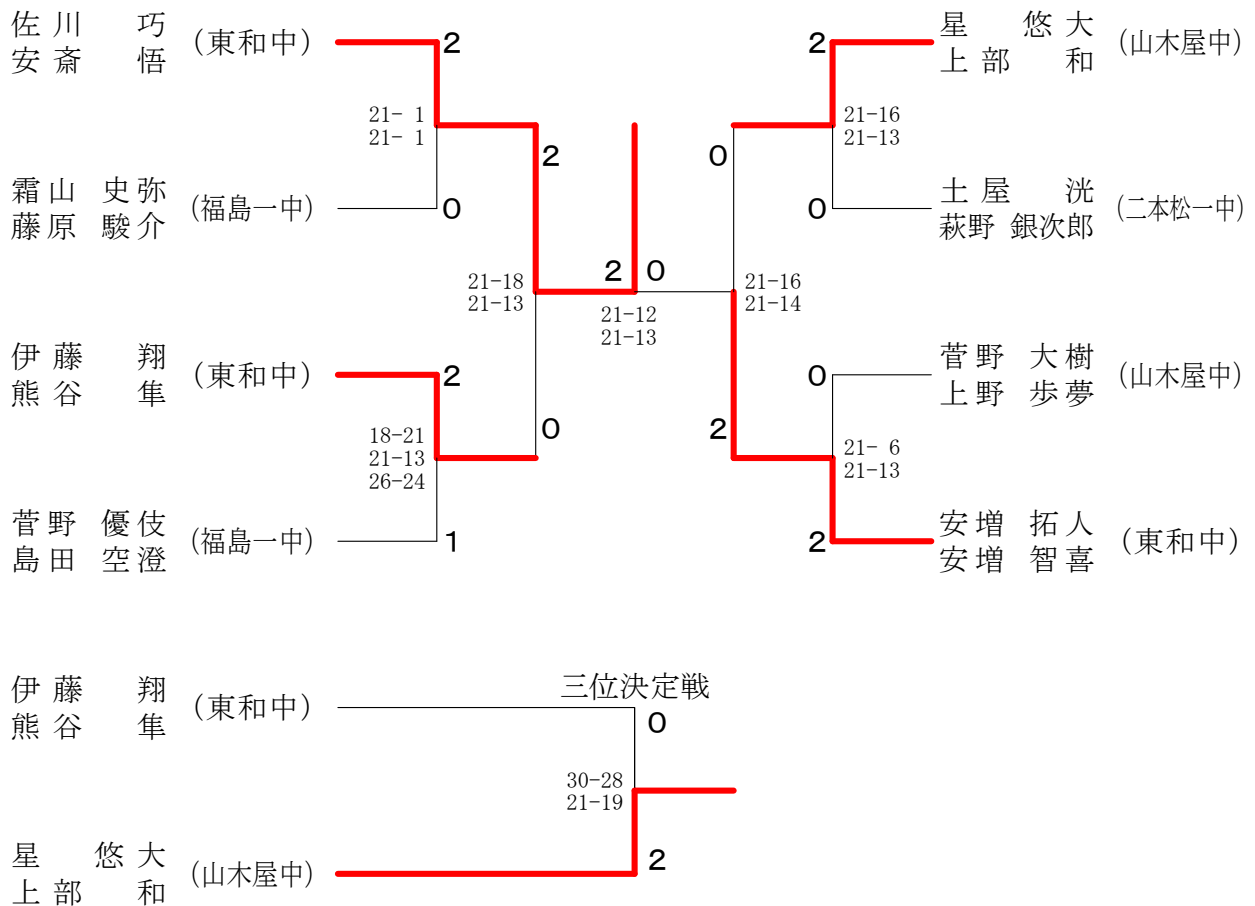 佐川 巧
安斎 悟
(東和中)
2
21- 1
21- 1
霜山 史弥
藤原 駿介
(福島一中)
0
2
21-18
21-13
伊藤 翔
熊谷 隼
(東和中)
2
18-21
21-13
26-24
0
菅野 優伎
島田 空澄
(福島一中)
1
2 0
21-12
21-13
星 悠大
上部 和
(山木屋中)
2
21-16
21-13
0
土屋 洸
萩野 銀次郎
(二本松一中)
0
21-16
21-14
菅野 大樹
上野 歩夢
(山木屋中)
0
2
21- 6
21-13
安増 拓人
安増 智喜
(東和中)
2
三位決定戦
伊藤 翔
熊谷 隼
(東和中)
0
30-28
21-19
星 悠大
上部 和
(山木屋中)
2